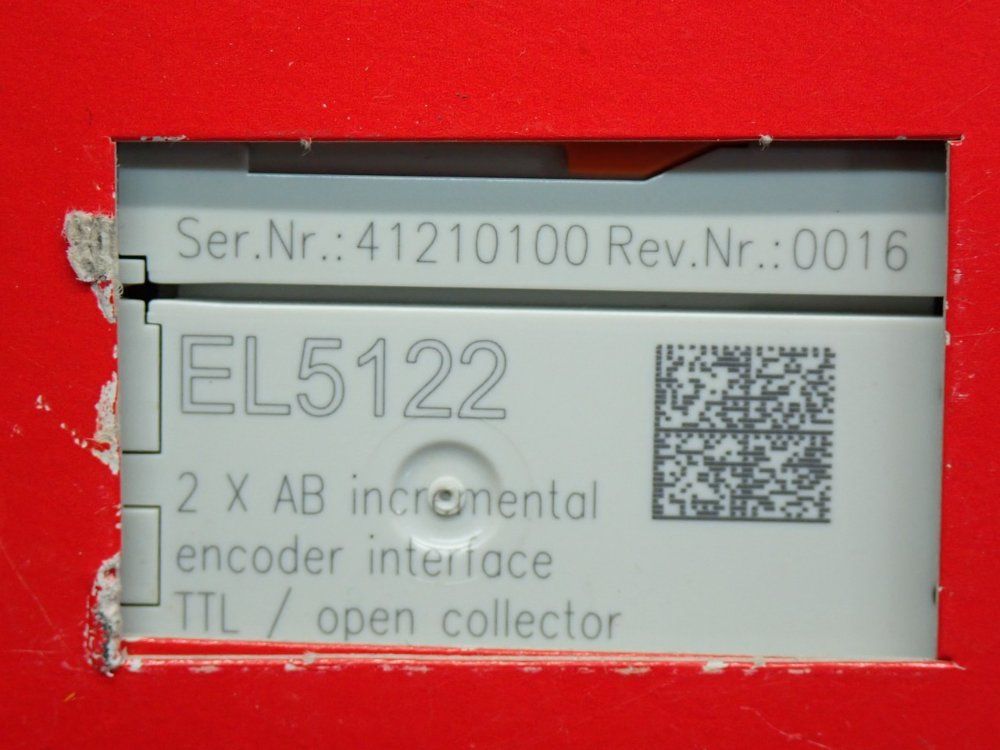 Ser.Nr.: 41210100 Rev.Nr.: 0016
EL5122
2 X AB incremental
encoder interface
TTL / open collector